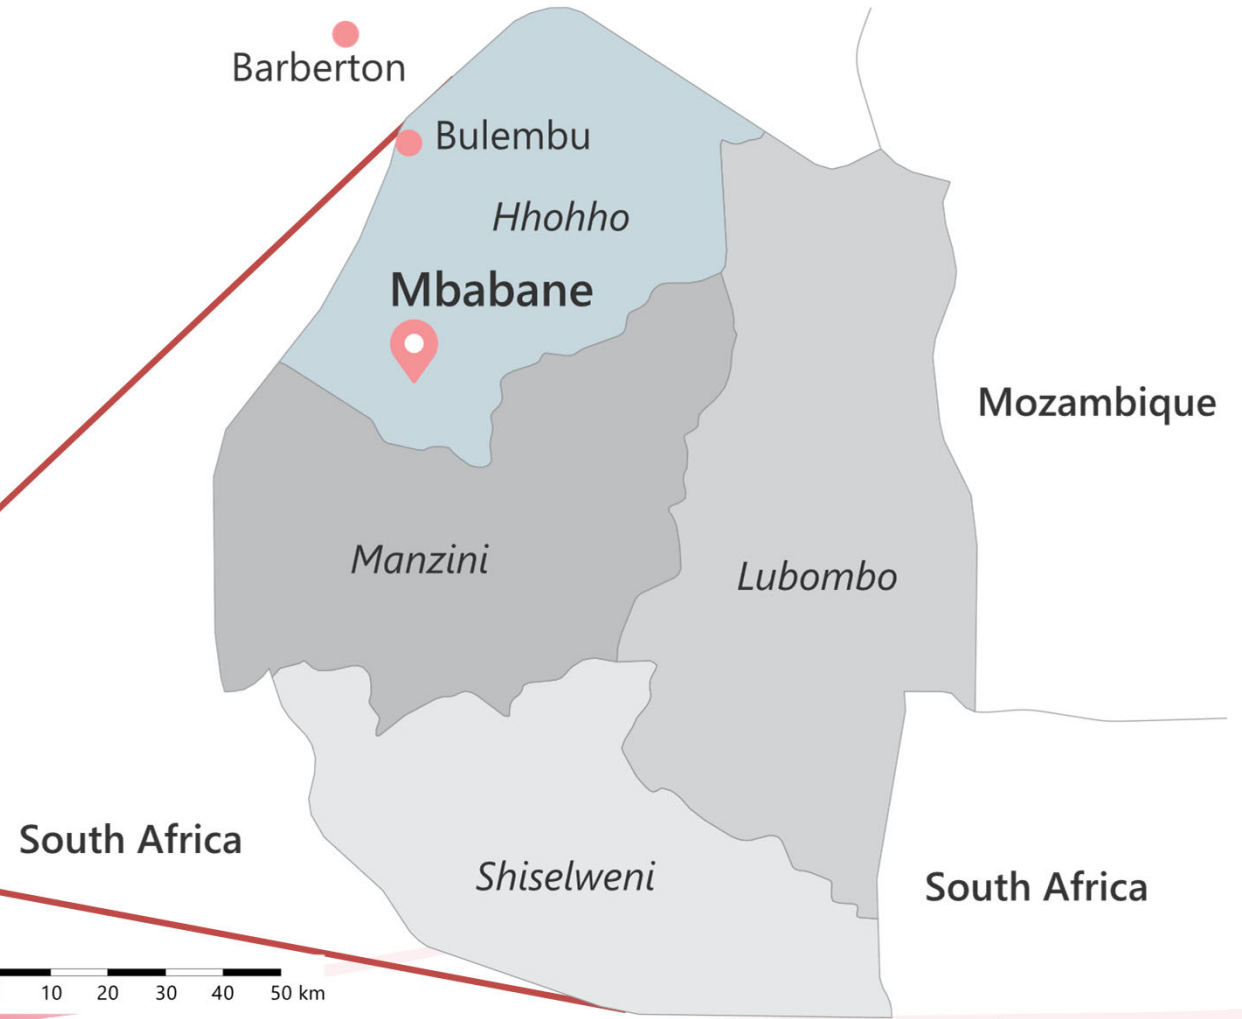 Barberton
Bulembu
Hhohho
Mbabane
Mozambique
Manzini
Lubombo
South Africa
Shiselweni
South Africa
10 20 30 40 50 km